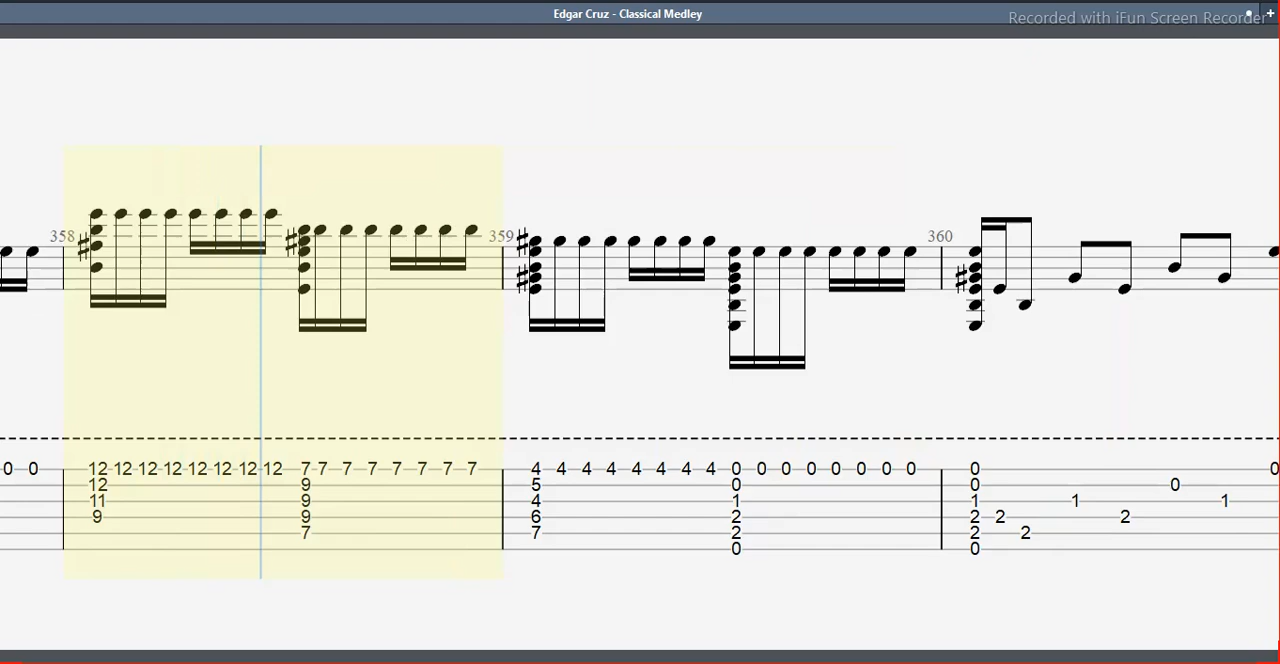 Edgar Cruz - Classical Medley
Recorded with iFun Screen Recorder
358 359 360
0 0 12 12 12 12 12 12 12 12 7 7 7 7 7 7 7 7 4 4 4 4 4 4 4 4 0 0 0 0 0 0 0 0 0 0
12 9 5 0 0 0
11 9 4 1 1 1 1
9 9 6 2 2 2 2
7 7 2 2 2
0 0